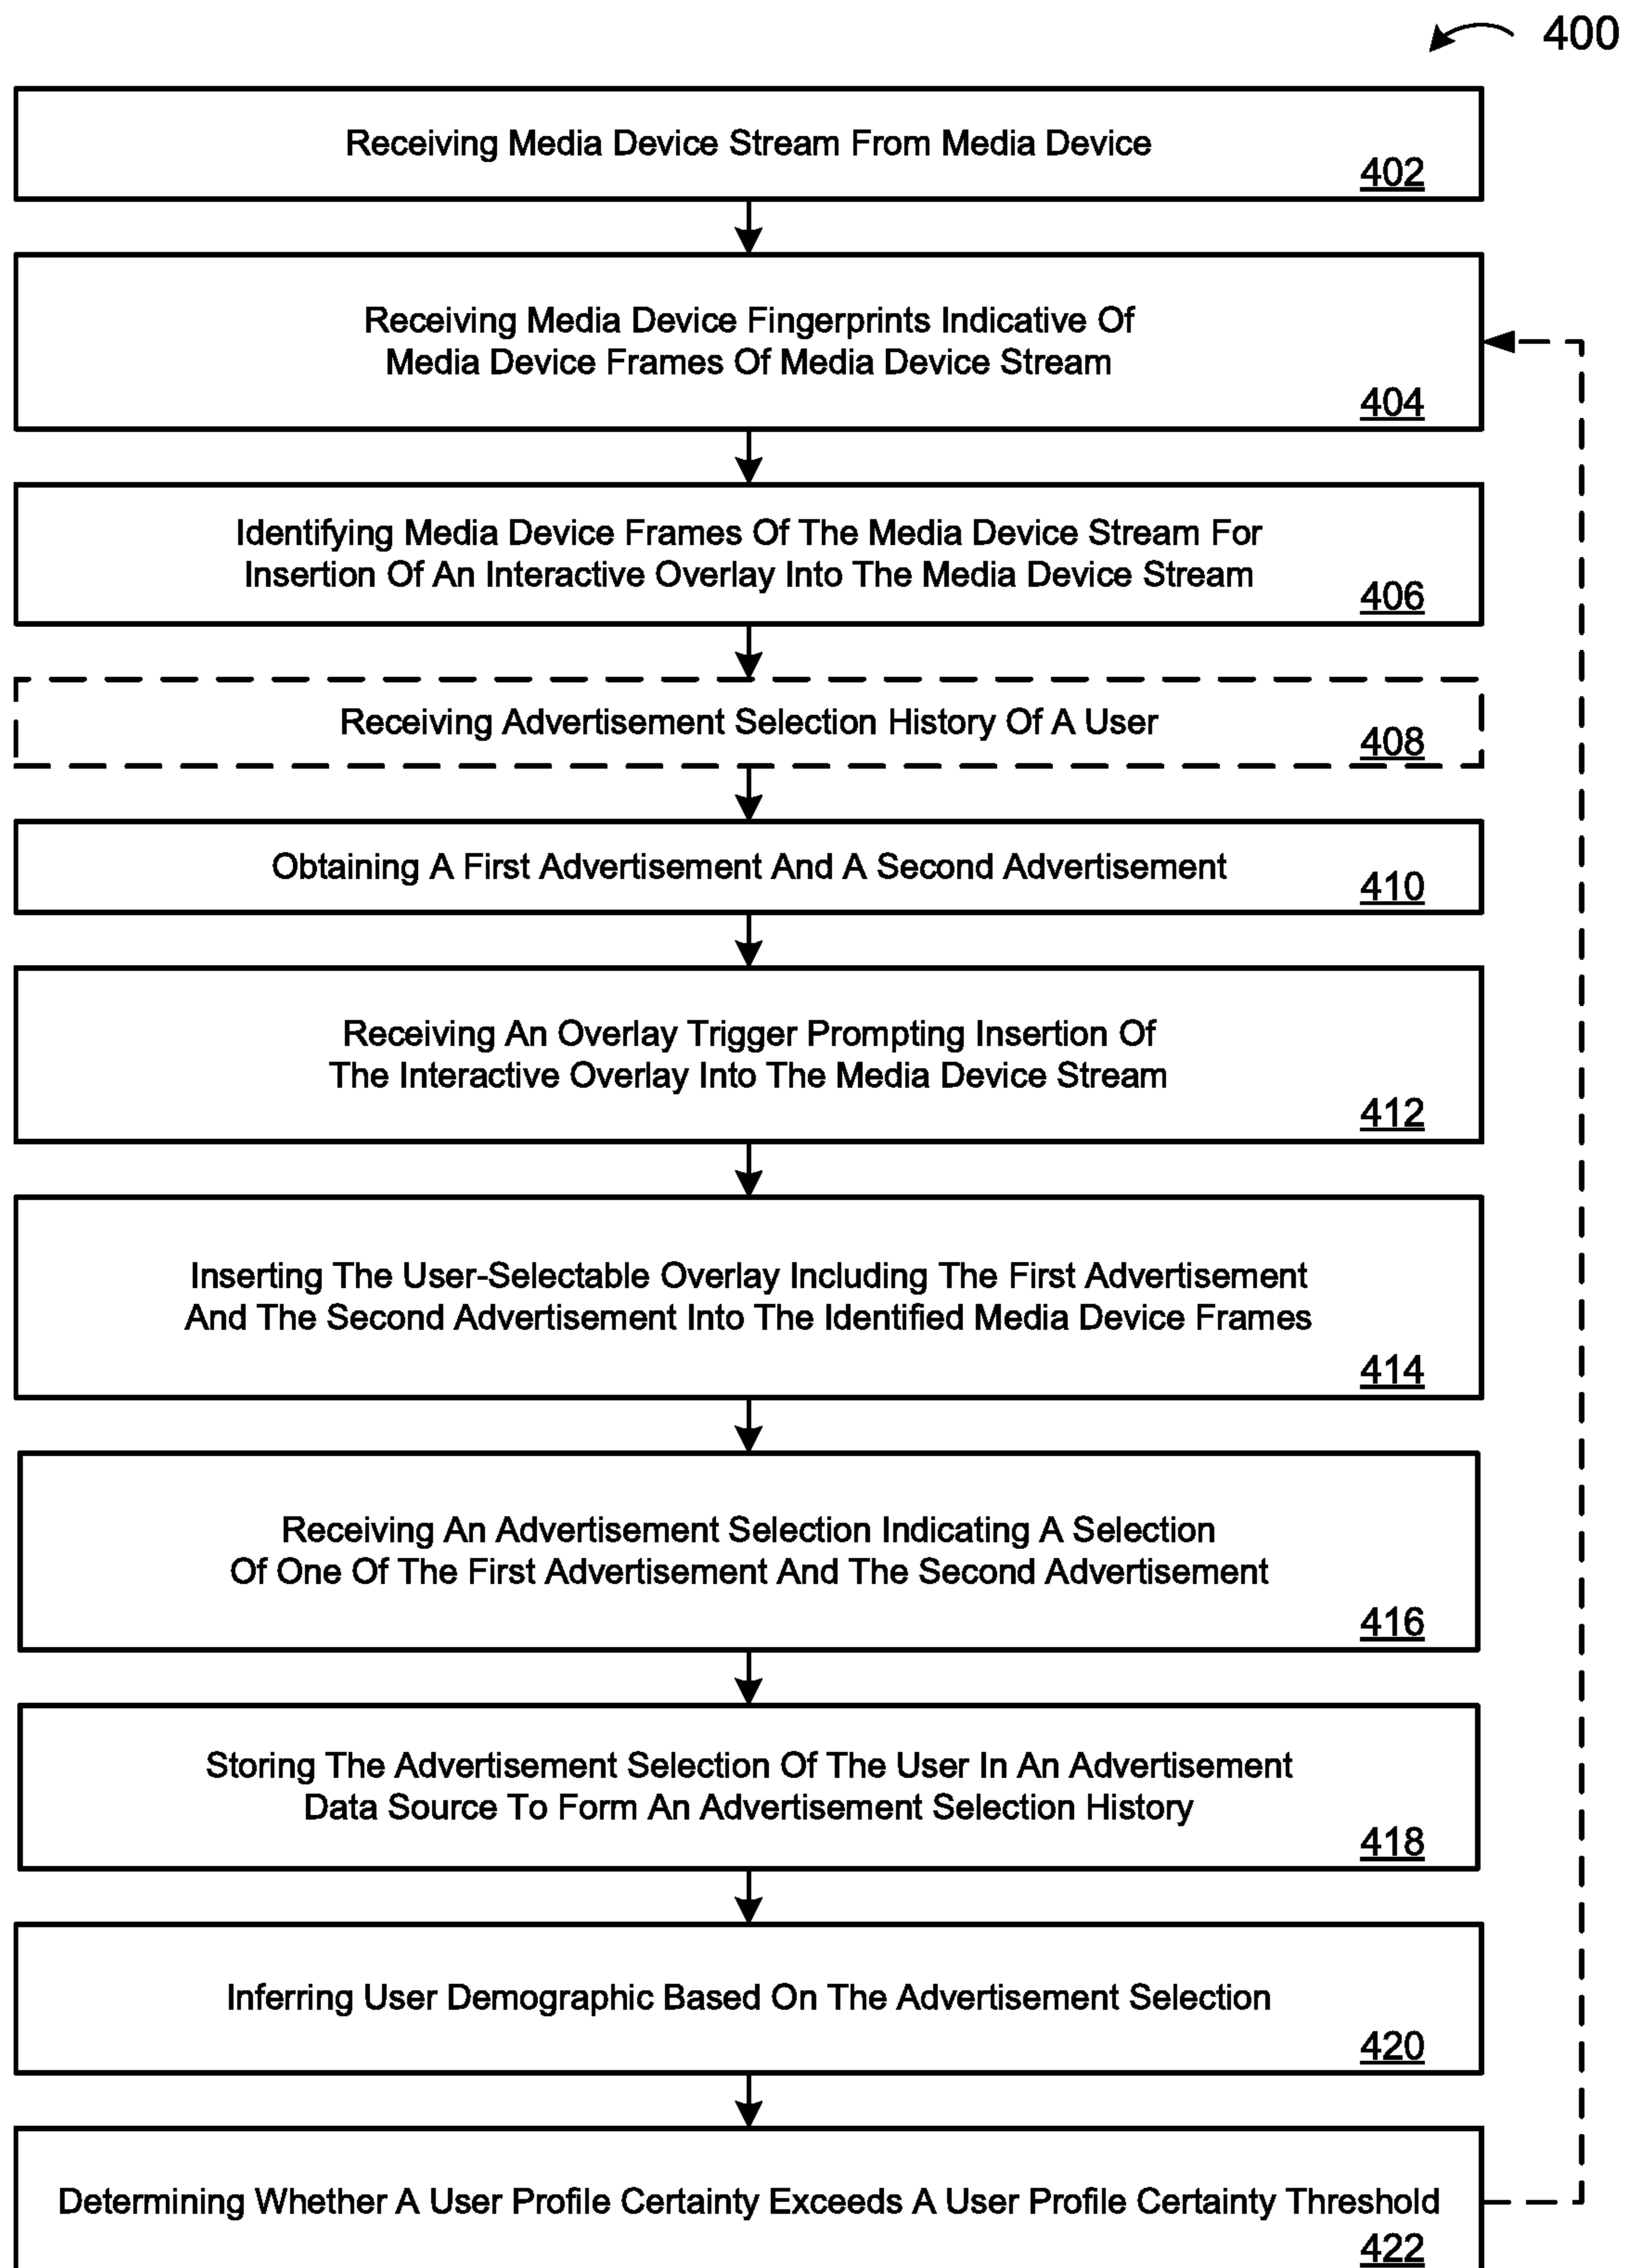 400
Receiving Media Device Stream From Media Device
402
Receiving Media Device Fingerprints Indicative Of
Media Device Frames Of Media Device Stream
404
Identifying Media Device Frames Of The Media Device Stream For
Insertion Of An Interactive Overlay Into The Media Device Stream
406
Receiving Advertisement Selection History Of A User
408
Obtaining A First Advertisement And A Second Advertisement
410
Receiving An Overlay Trigger Prompting Insertion Of
The Interactive Overlay Into The Media Device Stream
412
Inserting The User-Selectable Overlay Including The First Advertisement
And The Second Advertisement Into The Identified Media Device Frames
414
Receiving An Advertisement Selection Indicating A Selection
Of One Of The First Advertisement And The Second Advertisement
416
Storing The Advertisement Selection Of The User In An Advertisement
Data Source To Form An Advertisement Selection History
418
Inferring User Demographic Based On The Advertisement Selection
420
Determining Whether A User Profile Certainty Exceeds A User Profile Certainty Threshold
422